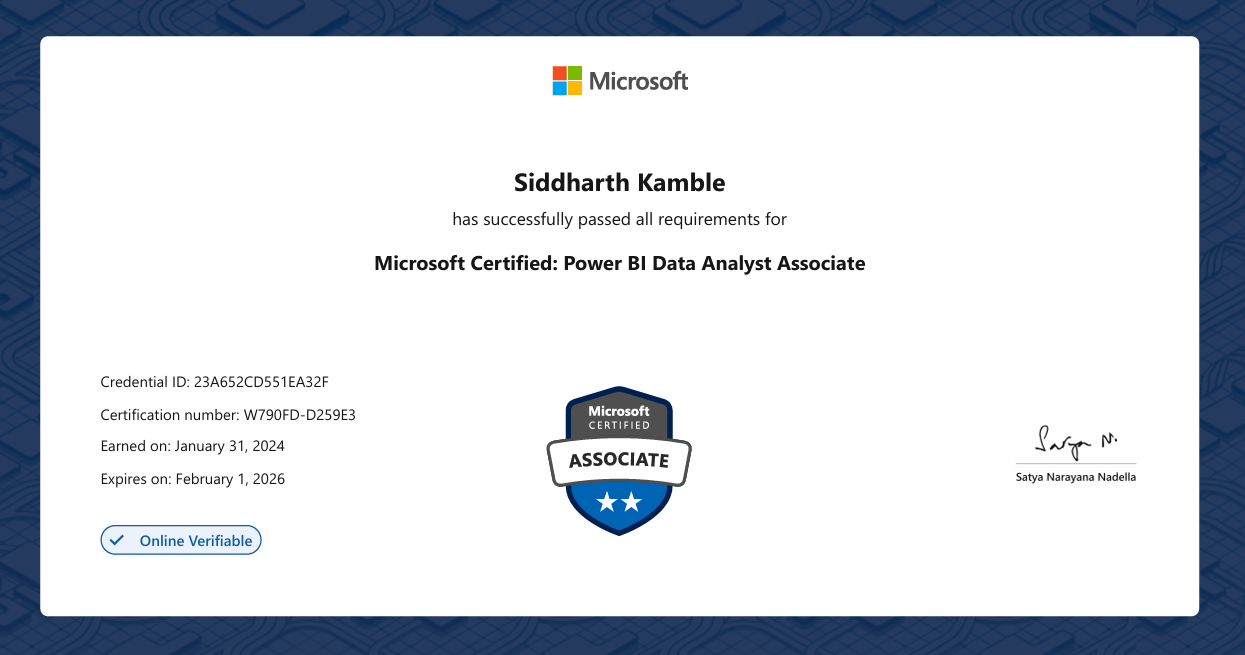 Microsoft
Siddharth Kamble
has successfully passed all requirements for
Microsoft Certified: Power BI Data Analyst Associate
Credential ID: 23A652CD551EA32F
Certification number: W790FD-D259E3
Earned on: January 31, 2024
Expires on: February 1, 2026
Online Verifiable
Microsoft
CERTIFIED
ASSOCIATE
Satya N.
Satya Narayana Nadella